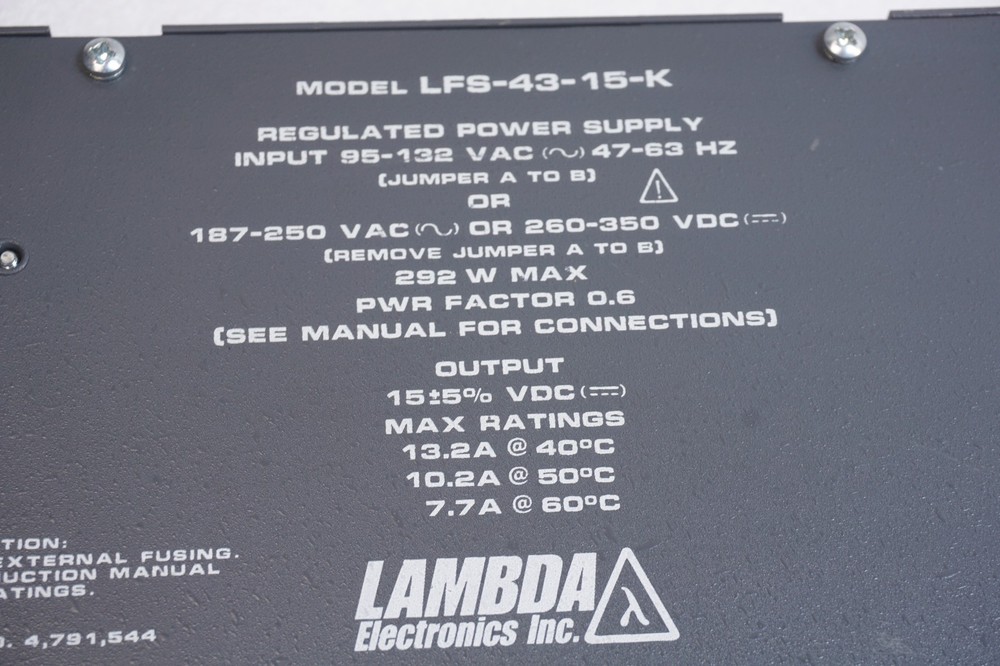 MODEL LFS-43-15-K
REGULATED POWER SUPPLY
INPUT 95-132 VAC (∿) 47-63 HZ
(JUMPER A TO B)
OR
187-250 VAC (∿) OR 260-350 VDC (⎓)
(REMOVE JUMPER A TO B)
292 W MAX
PWR FACTOR 0.6
(SEE MANUAL FOR CONNECTIONS)
OUTPUT
15±5% VDC (⎓)
MAX RATINGS
13.2A @ 40°C
10.2A @ 50°C
7.7A @ 60°C
TION:
EXTERNAL FUSING.
UCTION MANUAL
ATINGS.
. 4,791,544
LAMBDA
Electronics Inc.
λ